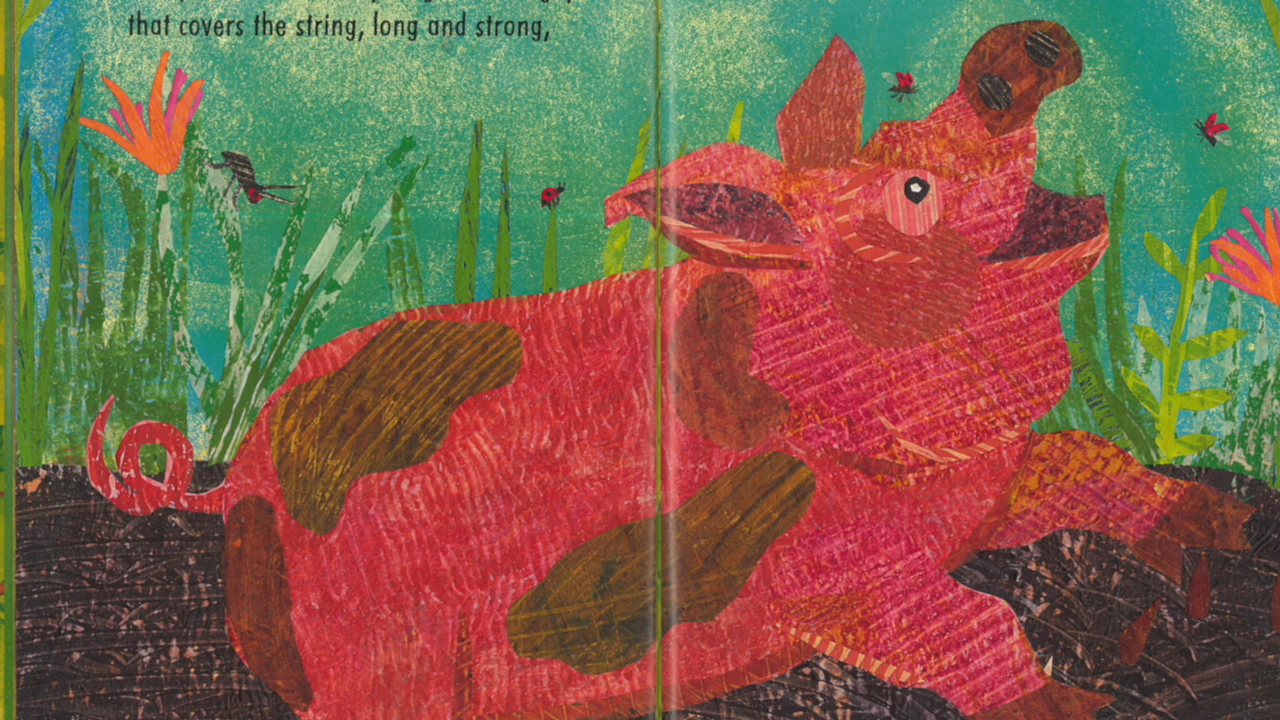 that covers the string, long and strong,